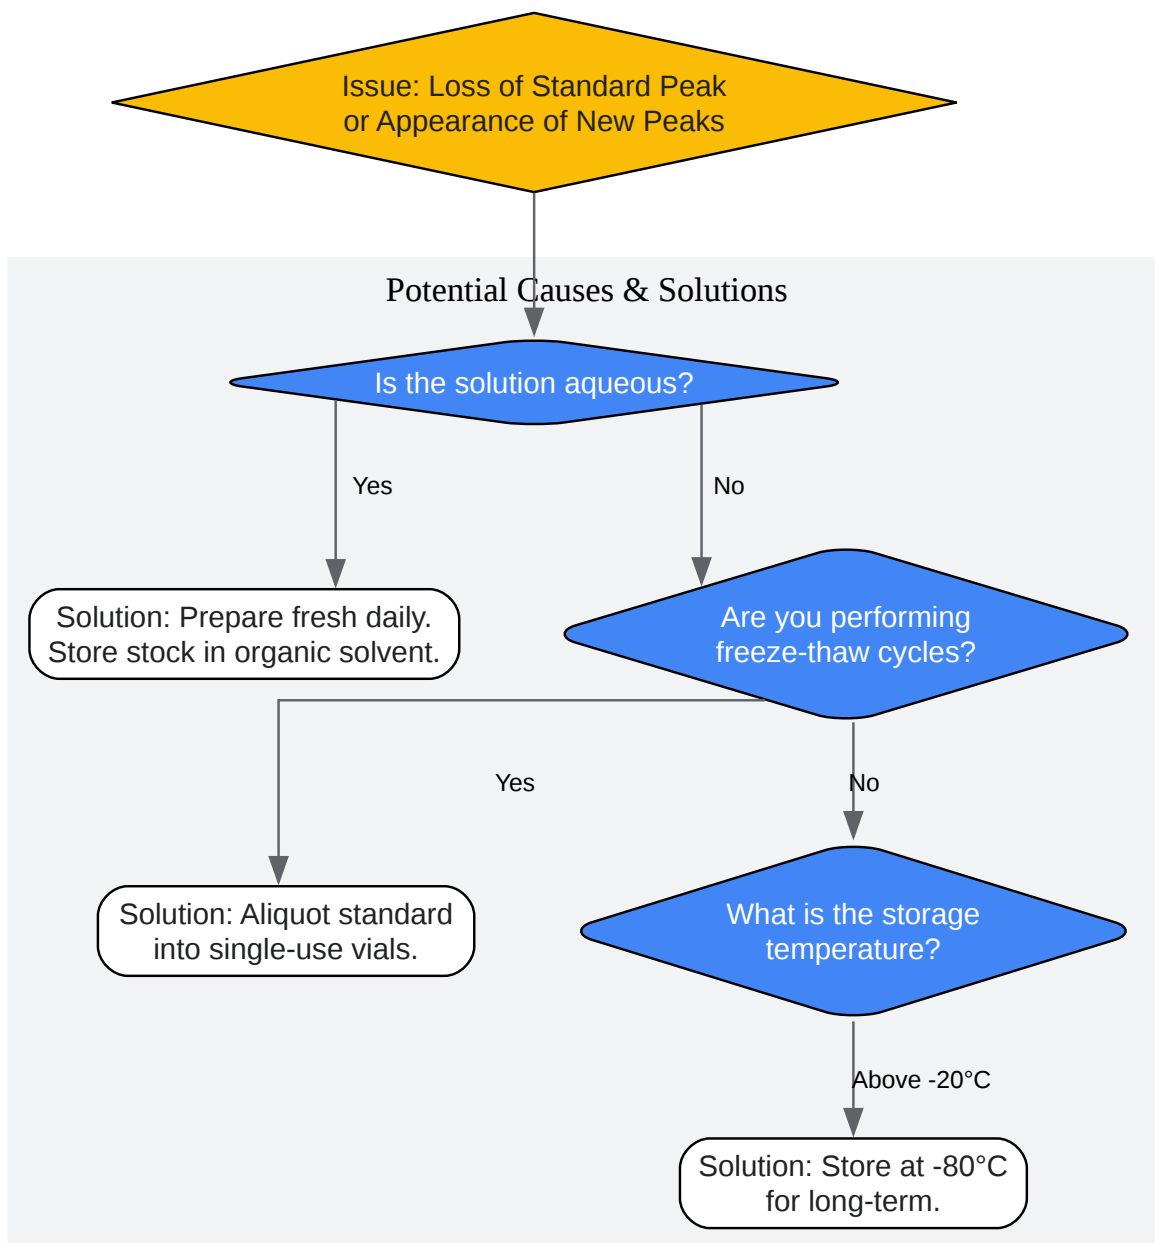 Issue: Loss of Standard Peak
or Appearance of New Peaks
Potential Causes & Solutions
Is the solution aqueous?
Yes
No
Solution: Prepare fresh daily.
Store stock in organic solvent.
Are you performing
freeze-thaw cycles?
Yes
No
Solution: Aliquot standard
into single-use vials.
What is the storage
temperature?
Above -20°C
Solution: Store at -80°C
for long-term.